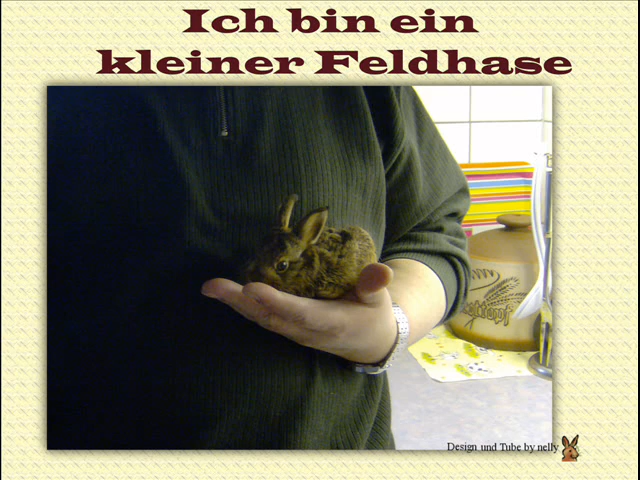 Ich bin ein
kleiner Feldhase
Design und Tube by nelly